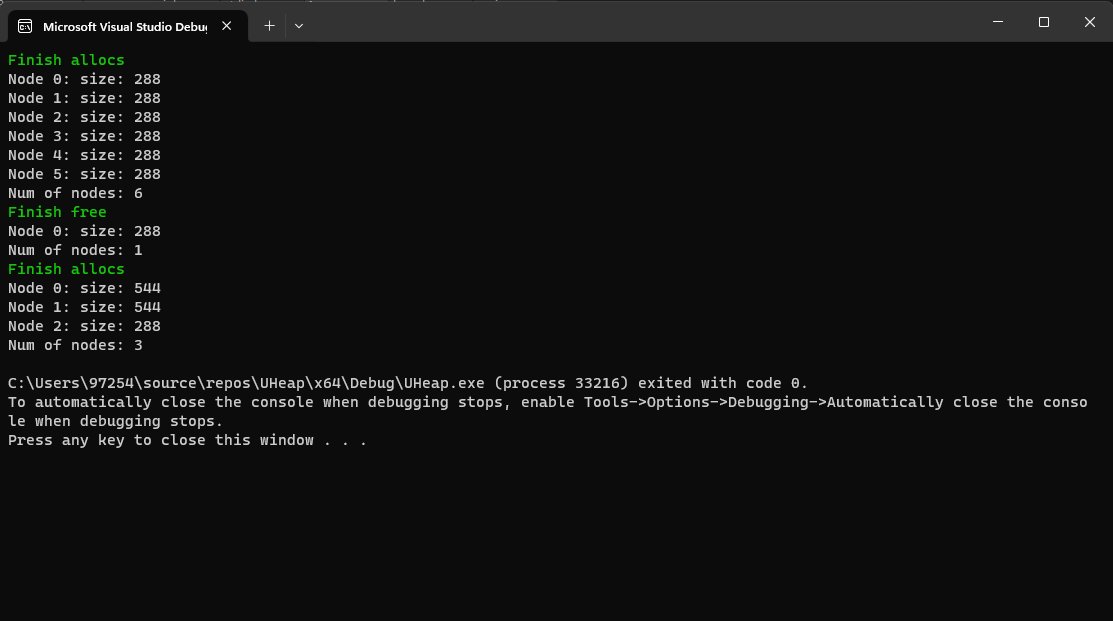 Microsoft Visual Studio Debug
Finish allocs
Node 0: size: 288
Node 1: size: 288
Node 2: size: 288
Node 3: size: 288
Node 4: size: 288
Node 5: size: 288
Num of nodes: 6
Finish free
Node 0: size: 288
Num of nodes: 1
Finish allocs
Node 0: size: 544
Node 1: size: 544
Node 2: size: 288
Num of nodes: 3
C:\Users\97254\source\repos\UHeap\x64\Debug\UHeap.exe (process 33216) exited with code 0.
To automatically close the console when debugging stops, enable Tools->Options->Debugging->Automatically close the conso
le when debugging stops.
Press any key to close this window . . .